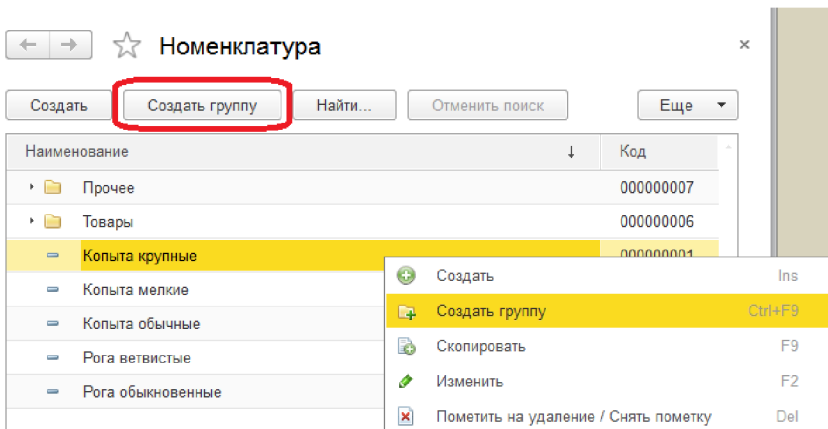 Номенклатура
Создать Создать группу Найти... Отменить поиск Еще
Наименование Код
Прочее 000000007
Товары 000000006
Копыта крупные 000000001
Копыта мелкие
Копыта обычные
Рога ветвистые
Рога обыкновенные
Создать Ins
Создать группу Ctrl+F9
Скопировать F9
Изменить F2
Пометить на удаление / Снять пометку Del